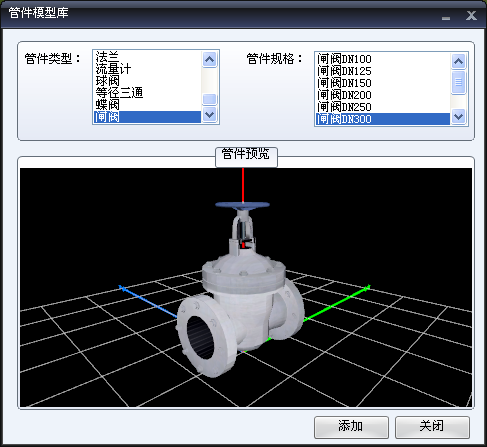 管件模型库
管件类型：
法兰
流量计
球阀
等径三通
蝶阀
闸阀
管件规格：
闸阀DN100
闸阀DN125
闸阀DN150
闸阀DN200
闸阀DN250
闸阀DN300
管件预览
添加
关闭